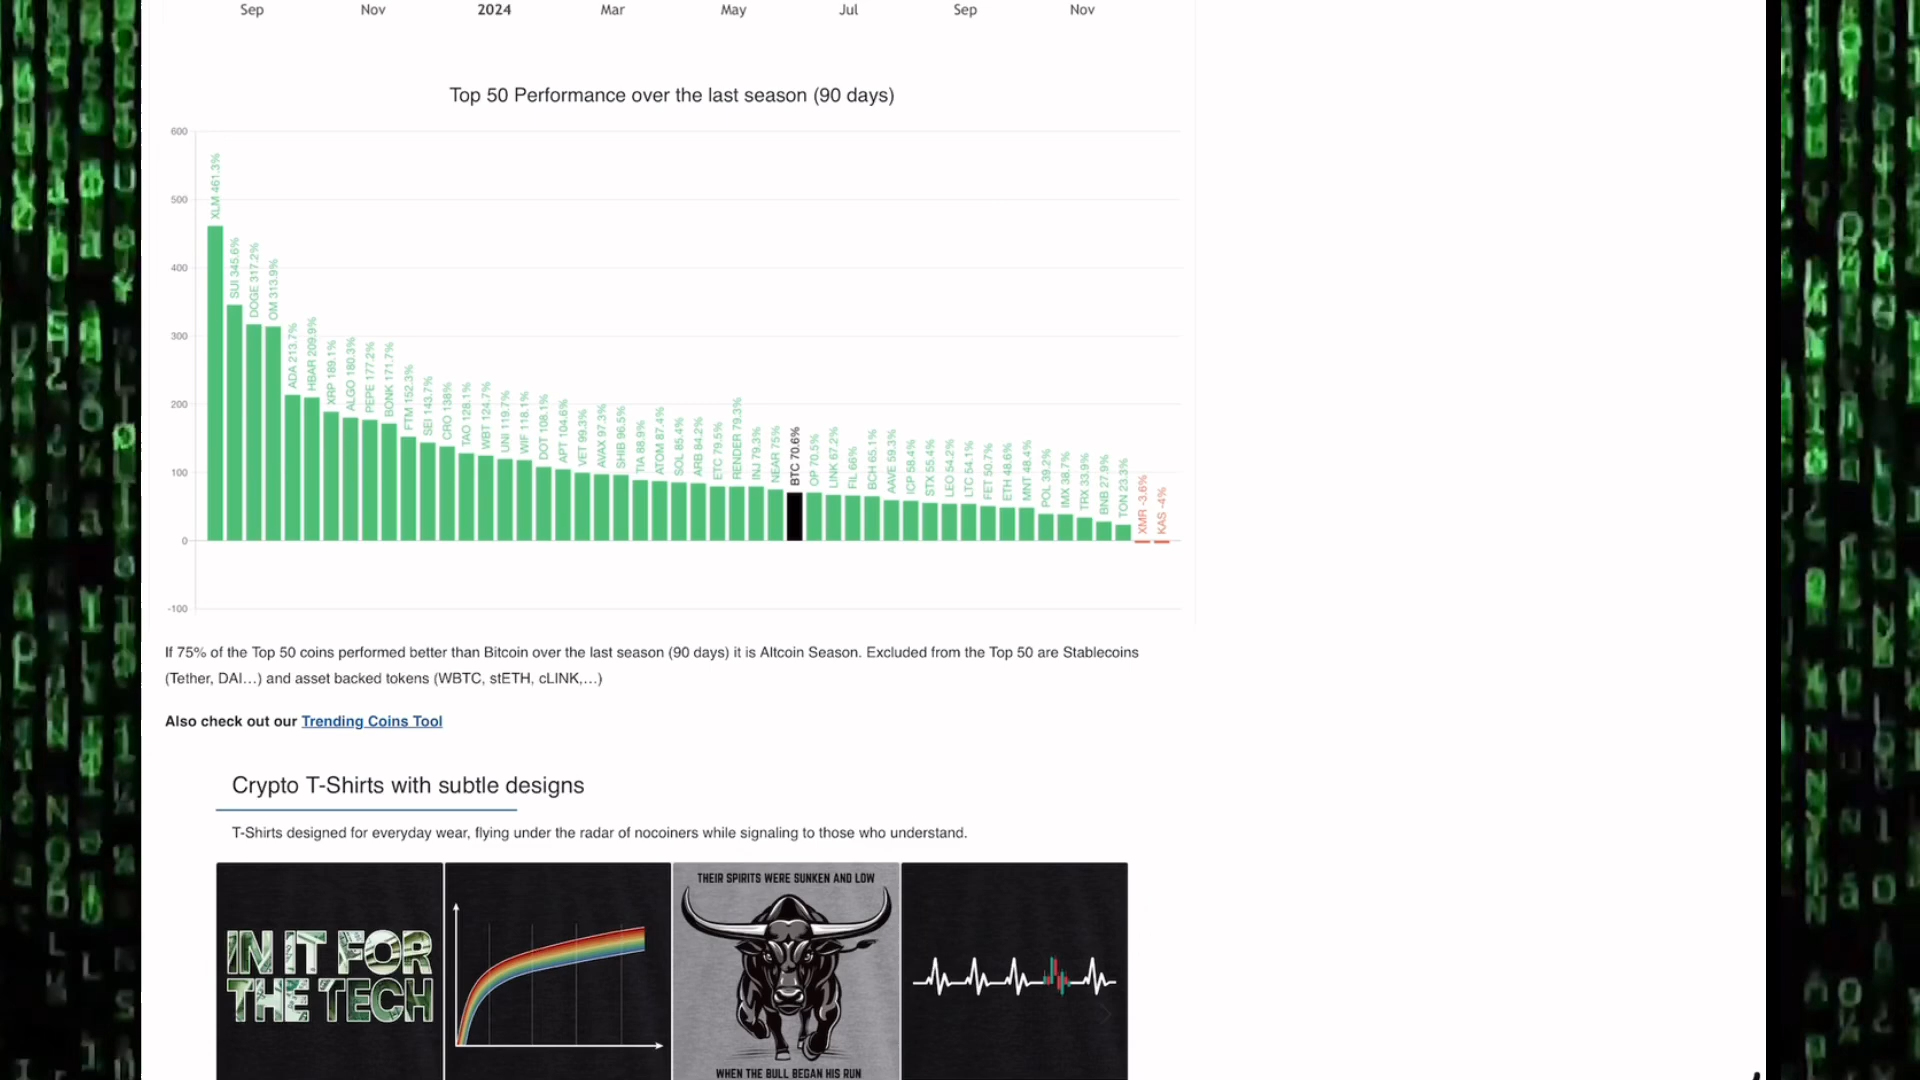 Sep Nov 2024 Mar May Jul Sep Nov
Top 50 Performance over the last season (90 days)
600
500
400
300
200
100
0
-100
XLM 461.3%
SUI 345.6%
DOGE 317.2%
OM 313.9%
ADA 213.7%
HBAR 209.9%
XRP 189.1%
ALGO 180.3%
PEPE 177.2%
BONK 171.7%
FTM 152.3%
SEI 143.7%
CRO 138%
TAO 128.1%
WBT 124.7%
UNI 119.7%
WIF 118.1%
DOT 108.1%
APT 104.6%
VET 99.3%
AVAX 97.3%
SHIB 96.5%
TIA 88.9%
ATOM 87.4%
SOL 85.4%
ARB 84.2%
ETC 79.5%
RENDER 79.3%
INJ 79.3%
NEAR 75%
BTC 70.6%
OP 70.5%
LINK 67.2%
FIL 66%
BCH 65.1%
AAVE 59.3%
ICP 58.4%
STX 55.4%
LEO 54.2%
LTC 54.1%
FET 50.7%
ETH 48.6%
MNT 48.4%
POL 39.2%
IMX 38.7%
TRX 33.9%
BNB 27.9%
TON 23.3%
XMR -3.6%
KAS -4%
If 75% of the Top 50 coins performed better than Bitcoin over the last season (90 days) it is Altcoin Season. Excluded from the Top 50 are Stablecoins
(Tether, DAI…) and asset backed tokens (WBTC, stETH, cLINK,…)
Also check out our Trending Coins Tool
Crypto T-Shirts with subtle designs
T-Shirts designed for everyday wear, flying under the radar of nocoiners while signaling to those who understand.
IN IT FOR
THE TECH
THEIR SPIRITS WERE SUNKEN AND LOW
WHEN THE BULL BEGAN HIS RUN